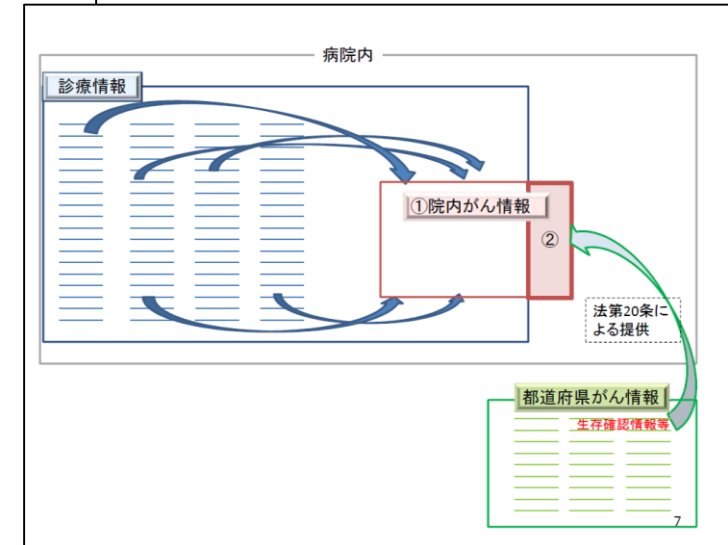 病院内
診療情報
①院内がん情報
②
法第20条に
よる提供
都道府県がん情報
生存確認情報等
7